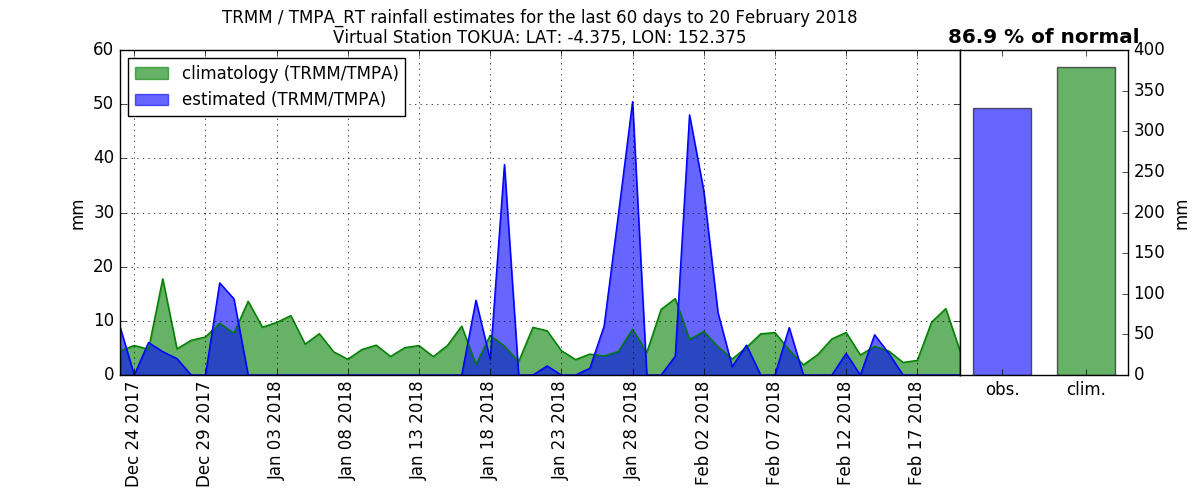 TRMM / TMPA_RT rainfall estimates for the last 60 days to 20 February 2018
Virtual Station TOKUA: LAT: -4.375, LON: 152.375
86.9 % of normal
climatology (TRMM/TMPA)
estimated (TRMM/TMPA)
60
50
40
30
20
10
0
mm
Dec 24 2017
Dec 29 2017
Jan 03 2018
Jan 08 2018
Jan 13 2018
Jan 18 2018
Jan 23 2018
Jan 28 2018
Feb 02 2018
Feb 07 2018
Feb 12 2018
Feb 17 2018
obs.
clim.
400
350
300
250
200
150
100
50
0
mm